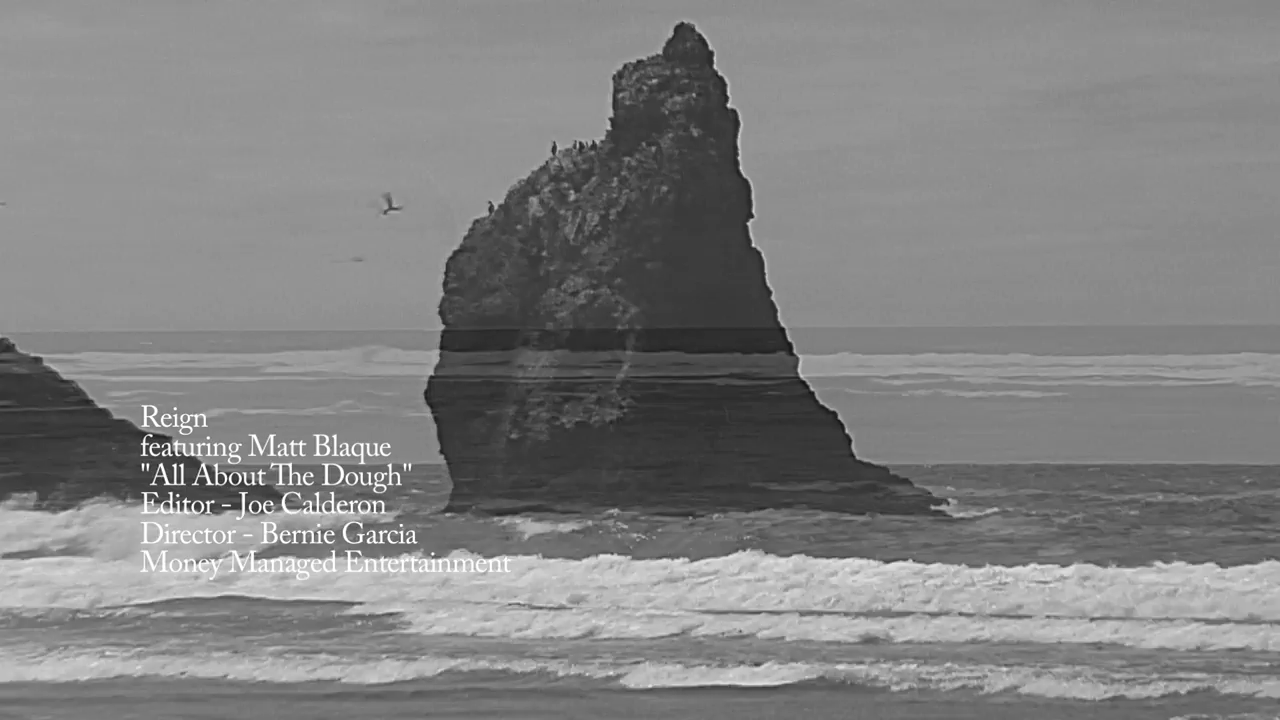 Reign
featuring Matt Blaque
"All About The Dough"
Editor - Joe Calderon
Director - Bernie Garcia
Money Managed Entertainment